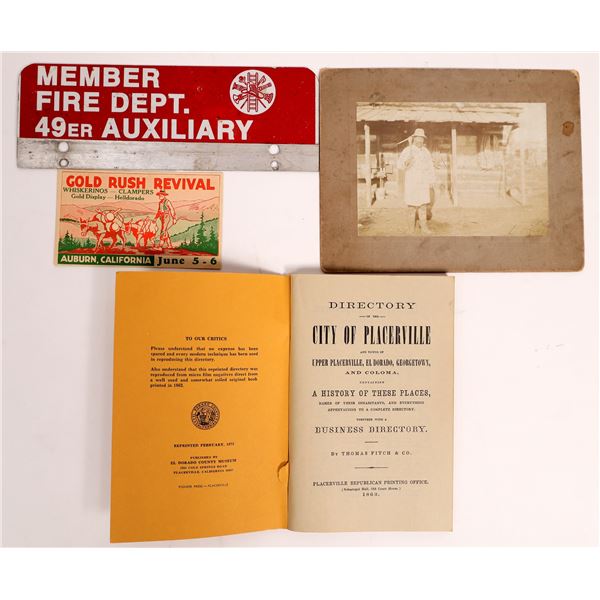 MEMBER
FIRE DEPT.
49ER AUXILIARY
GOLD RUSH REVIVAL
WHISKERINOS — CLAMPERS
Gold Display — Helldorado
AUBURN, CALIFORNIA June 5 - 6
TO OUR CRITICS
Please understand that no expense has been
spared and every modern technique has been used
in reproducing this directory.
Also understand that this reprinted directory was
reproduced from micro film negatives direct from
a well used and somewhat soiled original book
printed in 1862.
REPRINTED FEBRUARY, 1977
PUBLISHED BY
EL DORADO COUNTY MUSEUM
PLACERVILLE, CALIFORNIA
PIONEER PRESS — PLACERVILLE
DIRECTORY
OF THE
CITY OF PLACERVILLE
AND TOWNS OF
UPPER PLACERVILLE, EL DORADO, GEORGETOWN,
AND COLOMA,
CONTAINING
A HISTORY OF THESE PLACES,
NAMES OF THEIR INHABITANTS, AND EVERYTHING
APPERTAINING TO A COMPLETE DIRECTORY.
TOGETHER WITH A
BUSINESS DIRECTORY.
BY THOMAS FITCH & CO.
PLACERVILLE REPUBLICAN PRINTING OFFICE.
1862.